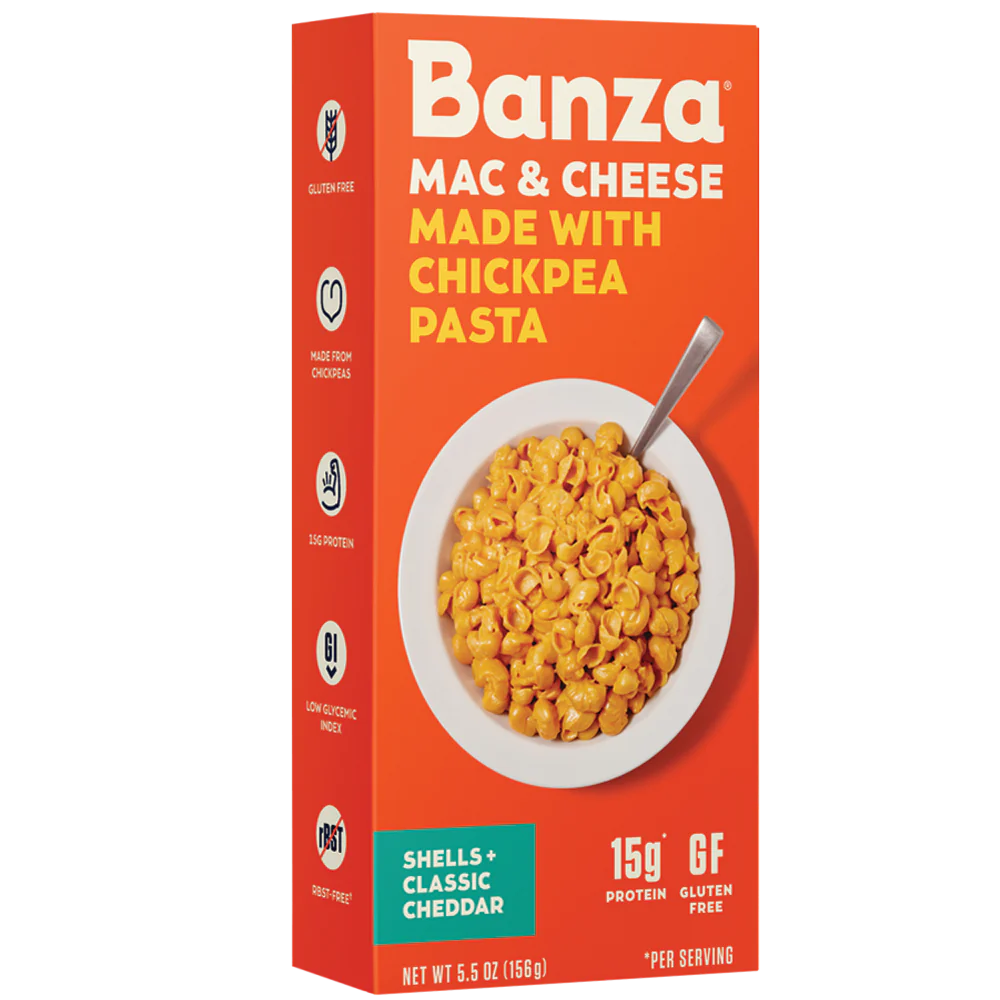 Banza®
MAC & CHEESE
MADE WITH
CHICKPEA
PASTA
SHELLS +
CLASSIC
CHEDDAR
15g*
PROTEIN
GF
GLUTEN
FREE
NET WT 5.5 OZ (156g)
*PER SERVING
GLUTEN FREE
MADE FROM
CHICKPEAS
15G PROTEIN
GI
LOW GLYCEMIC
INDEX
rBST
RBST-FREE†